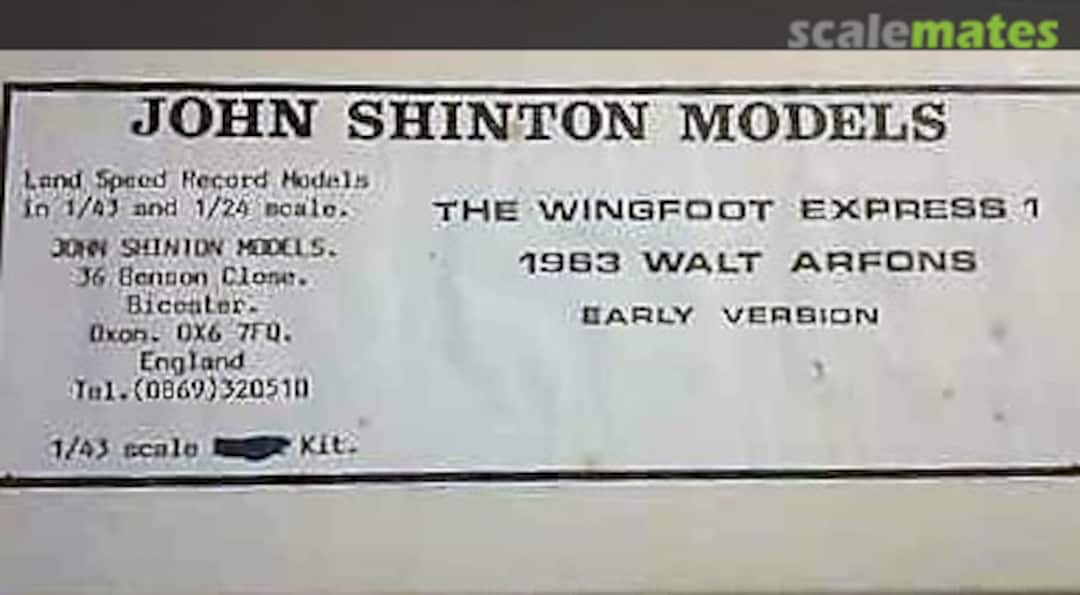 scalemates
JOHN SHINTON MODELS
Land Speed Record Models
in 1/43 and 1/24 scale.
JOHN SHINTON MODELS.
36 Benson Close.
Bicester.
Oxon. OX6 7FQ.
England
Tel.(0869)320510
1/43 scale Kit.
THE WINGFOOT EXPRESS 1
1963 WALT ARFONS
EARLY VERSION